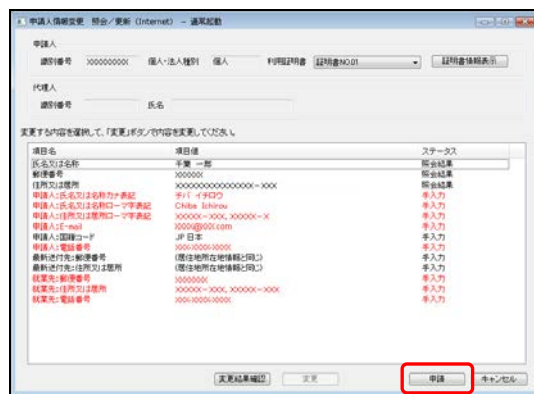 申請人情報変更 照会/更新 (Internet) - 通常起動
申請人
識別番号 XXXXXXXXX 個人・法人種別 個人 利用証明書 証明書NO.01 証明書情報表示
代理人
識別番号 氏名
変更する内容を選択して、「変更」ボタンで内容を変更してください。
項目名 項目値 ステータス
氏名又は名称 千葉 一郎 照会結果
郵便番号 XXXXXX 照会結果
住所又は居所 XXXXXXXXXXXXXXXX-XXX 照会結果
申請人:氏名又は名称カナ表記 チバ イチロウ 手入力
申請人:氏名又は名称ローマ字表記 Chiba Ichirou 手入力
申請人:住所又は居所ローマ字表記 XXXXX-XXX, XXXXX-X 手入力
申請人:E-mail XXXX@XXX.com 手入力
申請人:国籍コード JP 日本 手入力
申請人:電話番号 XXX-XXXX-XXXX 手入力
最新送付先:郵便番号 (居住地所在地情報と同じ) 手入力
最新送付先:住所又は居所 (居住地所在地情報と同じ) 手入力
就業先:郵便番号 XXXXXXX 手入力
就業先:住所又は居所 XXXXX-XXX, XXXXX-XXX 手入力
就業先:電話番号 XXX-XXXX-XXXX 手入力
変更結果確認 変更 申請 キャンセル